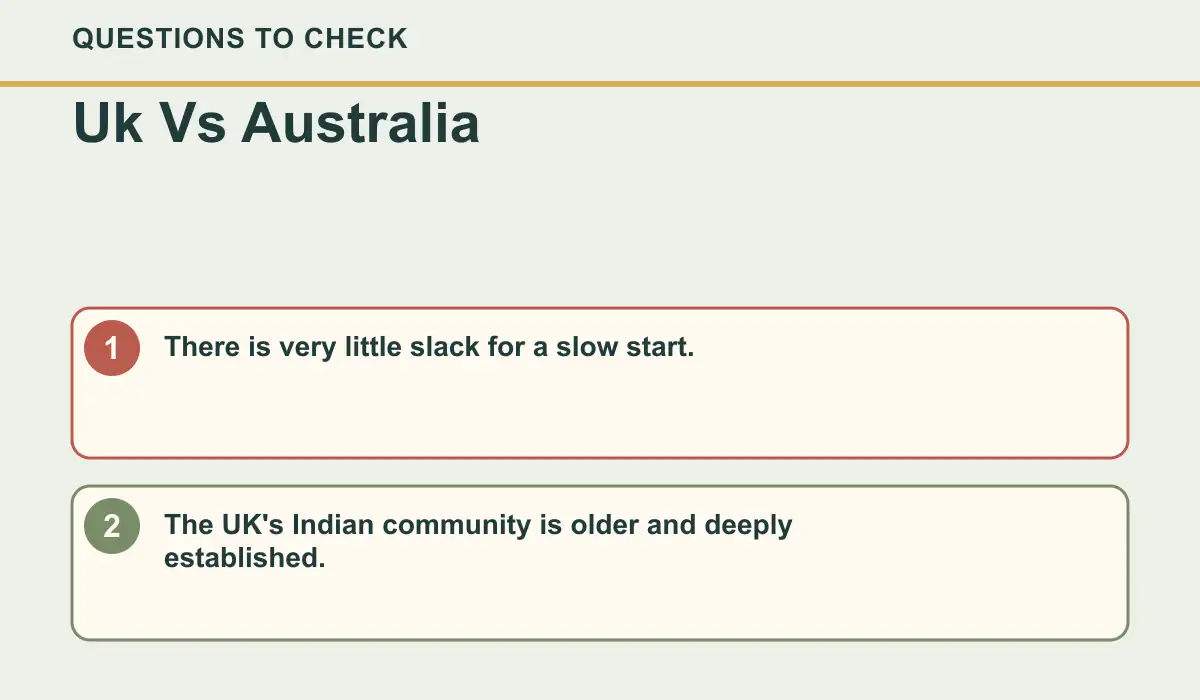 QUESTIONS TO CHECK
Uk Vs Australia
1
There is very little slack for a slow start.
2
The UK's Indian community is older and deeply
established.